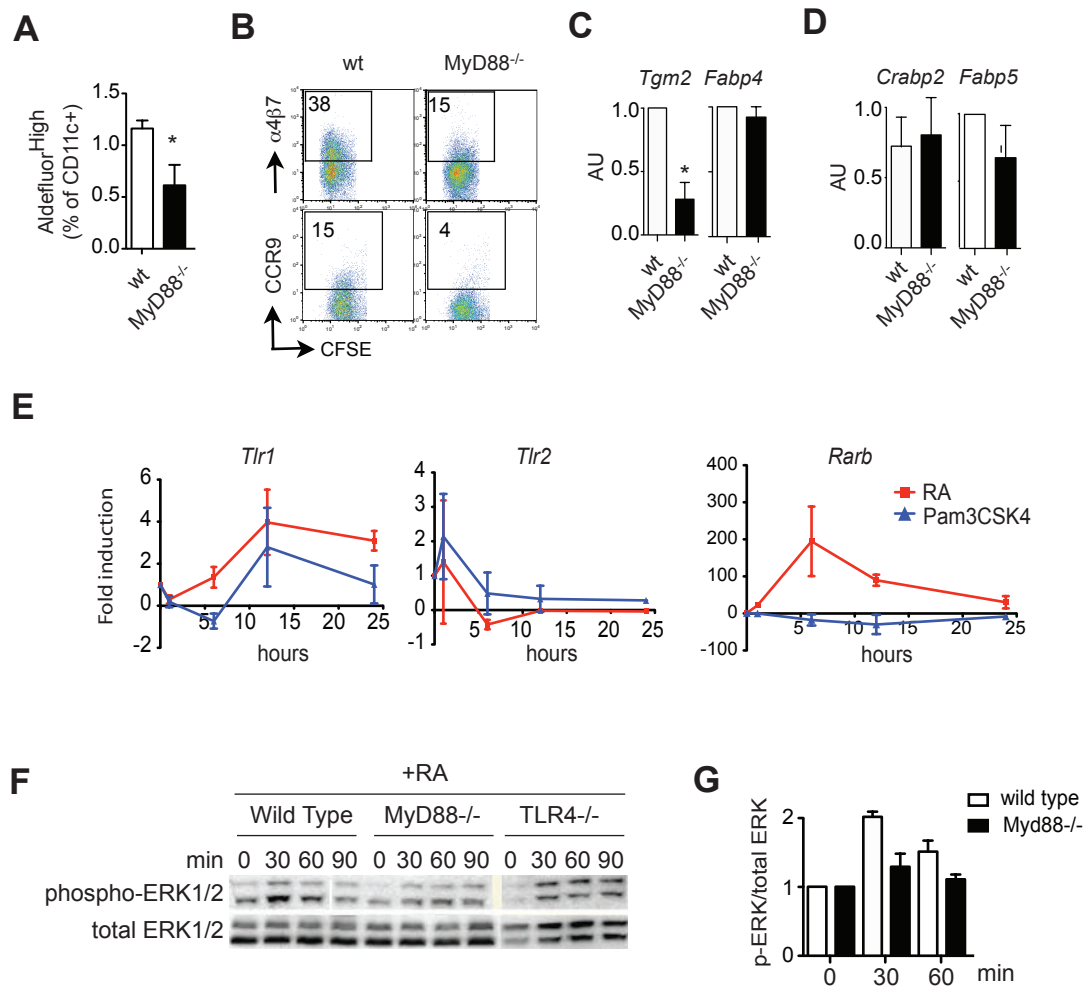 A
Aldefluor^High
(% of CD11c+)
1.5
1.0
0.5
0.0
*
wt
MyD88-/-
B
wt
MyD88-/-
α4β7
38
15
CCR9
15
4
CFSE
C
Tgm2
Fabp4
AU
1.0
0.5
0.0
*
wt
MyD88-/-
wt
MyD88-/-
D
Crabp2
Fabp5
AU
1.0
0.5
0.0
wt
MyD88-/-
wt
MyD88-/-
E
Tlr1
Fold induction
6
4
2
0
-2
5
10
15
20
25
hours
Tlr2
4
3
2
1
0
-1
5
10
15
20
25
hours
Rarb
400
300
200
100
0
-100
5
10
15
20
25
hours
RA
Pam3CSK4
F
+RA
Wild Type
MyD88-/-
TLR4-/-
min 0 30 60 90 0 30 60 90 0 30 60 90
phospho-ERK1/2
total ERK1/2
G
p-ERK/total ERK
2
1
0
0
30
60
min
wild type
Myd88-/-